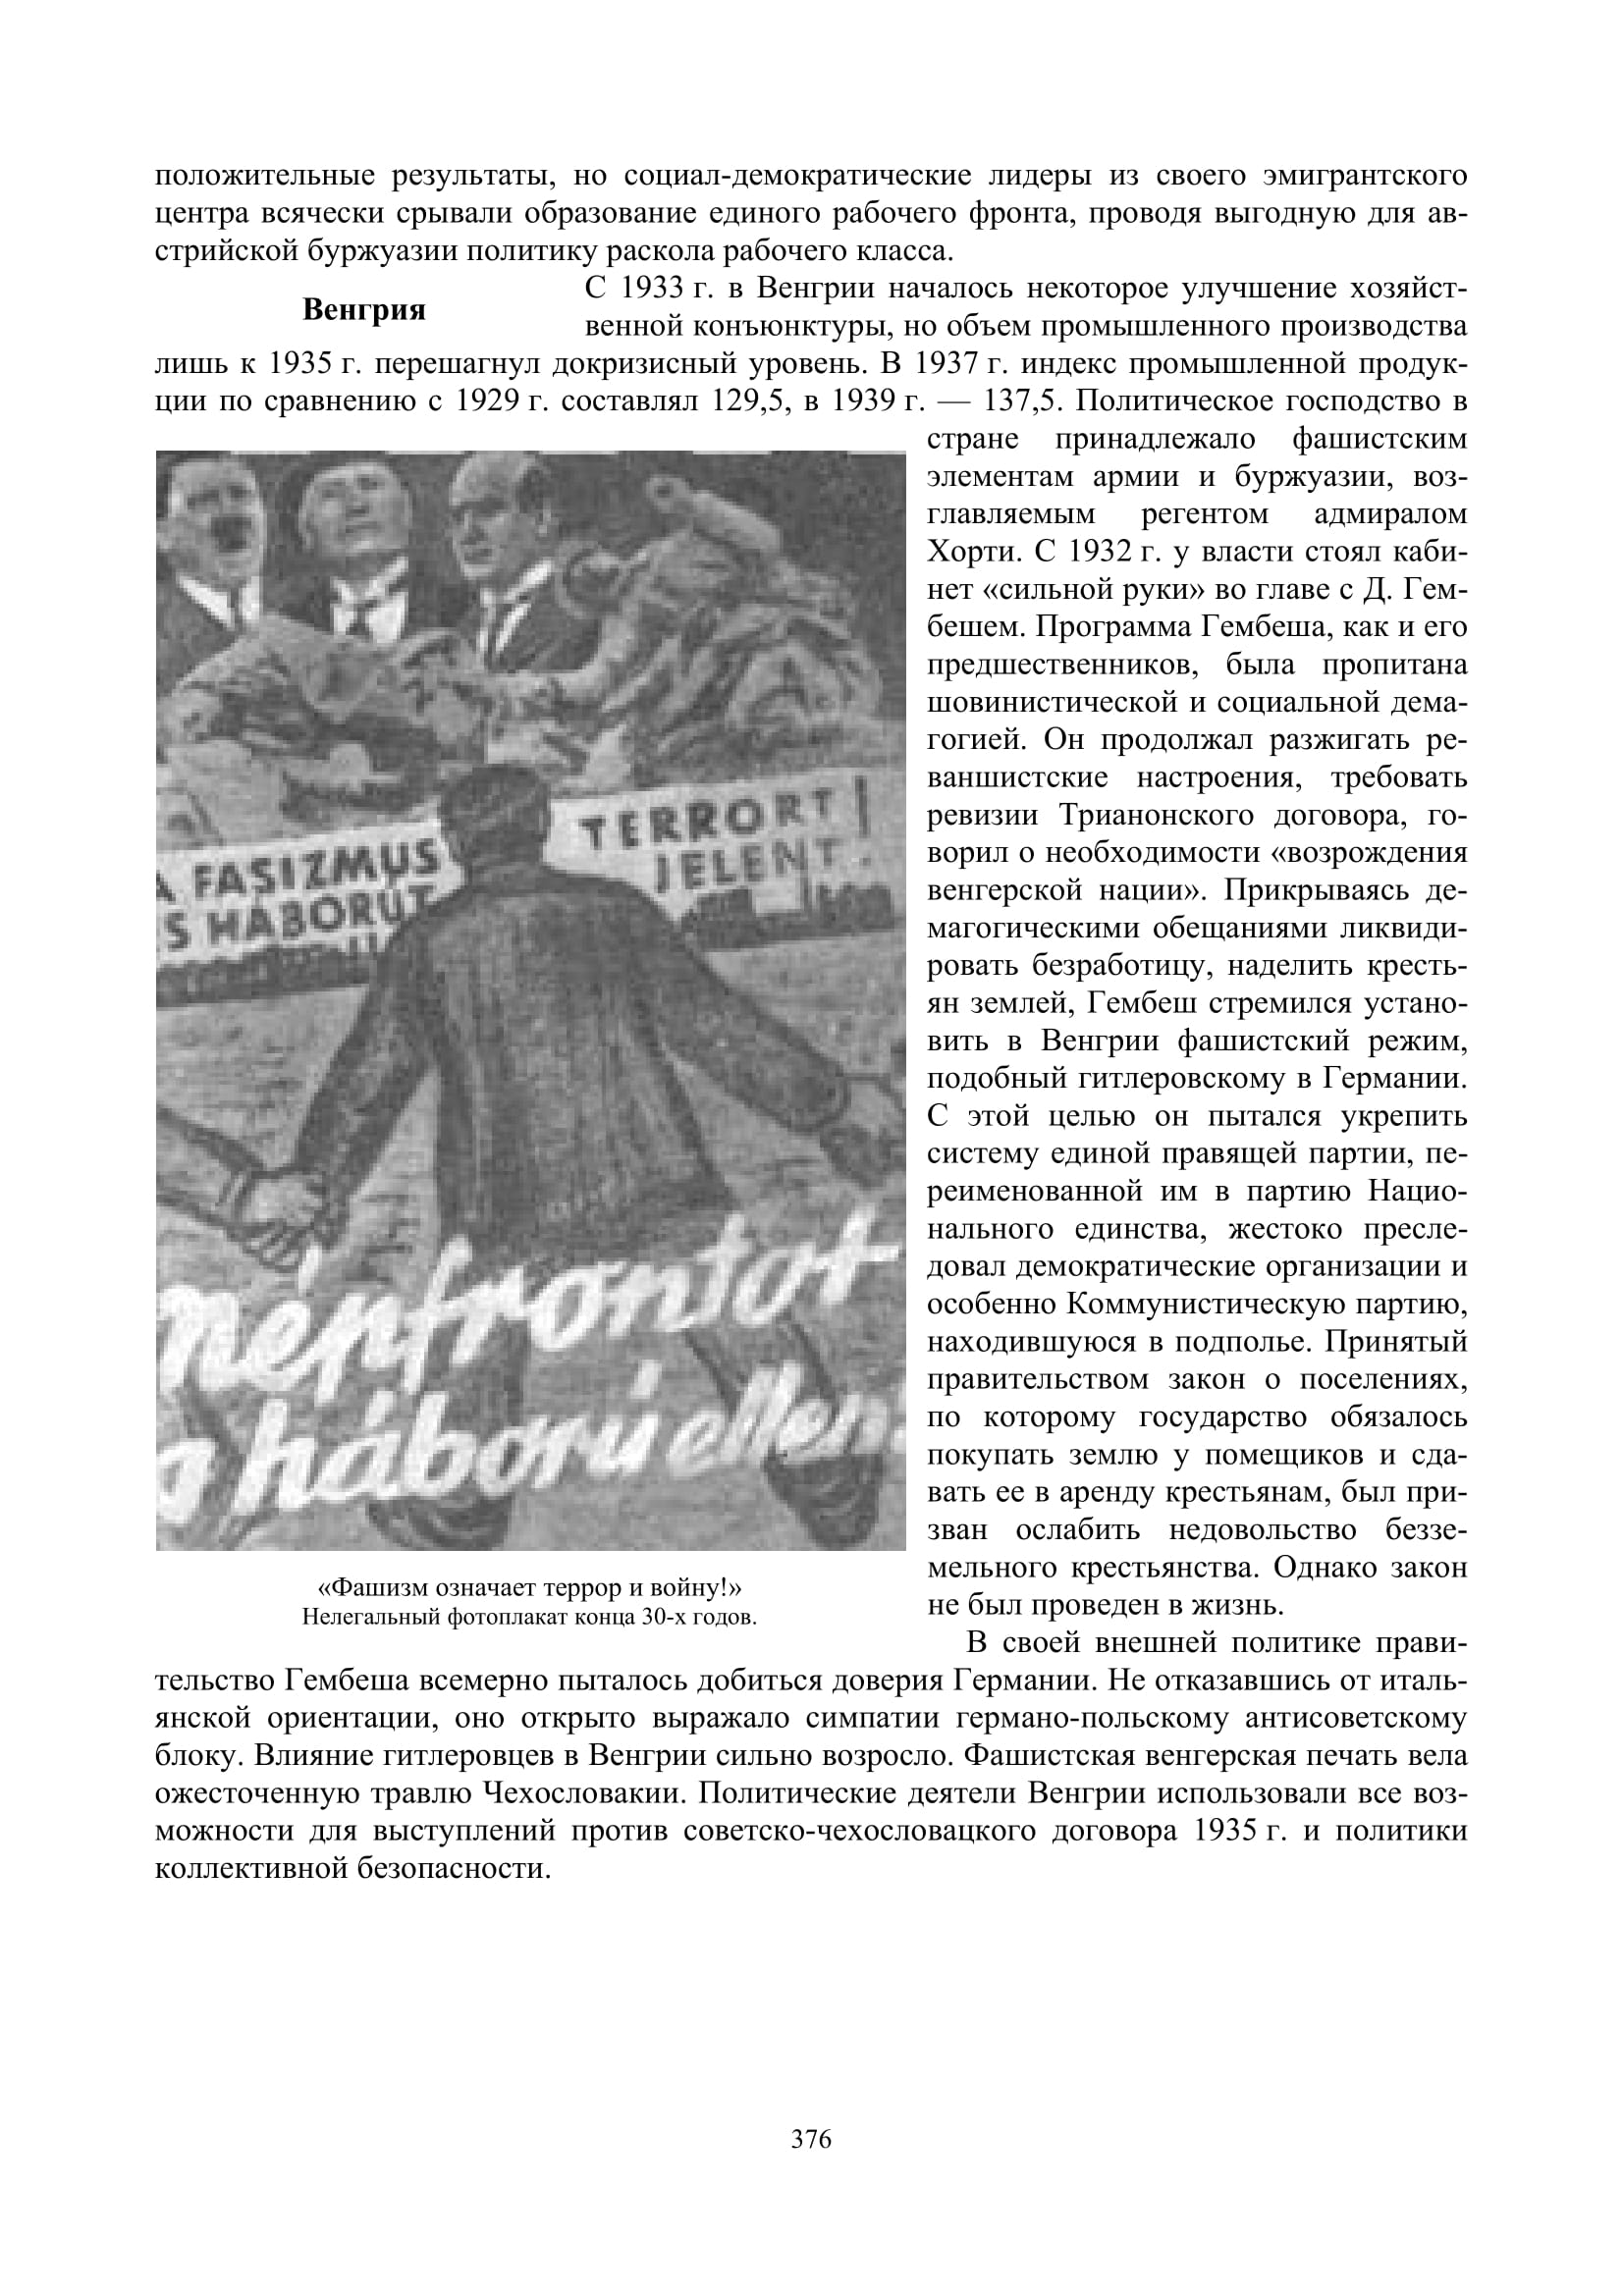 положительные результаты, но социал-демократические лидеры из своего эмигрантского
центра всячески срывали образование единого рабочего фронта, проводя выгодную для ав-
стрийской буржуазии политику раскола рабочего класса.
Венгрия
С 1933 г. в Венгрии началось некоторое улучшение хозяйст-
венной конъюнктуры, но объем промышленного производства
лишь к 1935 г. перешагнул докризисный уровень. В 1937 г. индекс промышленной продук-
ции по сравнению с 1929 г. составлял 129,5, в 1939 г. — 137,5. Политическое господство в
стране принадлежало фашистским
элементам армии и буржуазии, воз-
главляемым регентом адмиралом
Хорти. С 1932 г. у власти стоял каби-
нет «сильной руки» во главе с Д. Гем-
бешем. Программа Гембеша, как и его
предшественников, была пропитана
шовинистической и социальной дема-
гогией. Он продолжал разжигать ре-
ваншистские настроения, требовать
ревизии Трианонского договора, го-
ворил о необходимости «возрождения
венгерской нации». Прикрываясь де-
магогическими обещаниями ликвиди-
ровать безработицу, наделить кресть-
ян землей, Гембеш стремился устано-
вить в Венгрии фашистский режим,
подобный гитлеровскому в Германии.
С этой целью он пытался укрепить
систему единой правящей партии, пе-
реименованной им в партию Нацио-
нального единства, жестоко пресле-
довал демократические организации и
особенно Коммунистическую партию,
находившуюся в подполье. Принятый
правительством закон о поселениях,
по которому государство обязалось
покупать землю у помещиков и сда-
вать ее в аренду крестьянам, был при-
зван ослабить недовольство беззе-
мельного крестьянства. Однако закон
не был проведен в жизнь.
A FASIZMUS
S HÁBORÚT
TERRORT
JELENT!
népfrontot
a háború ellen!
«Фашизм означает террор и войну!»
Нелегальный фотоплакат конца 30-х годов.
В своей внешней политике прави-
тельство Гембеша всемерно пыталось добиться доверия Германии. Не отказавшись от италь-
янской ориентации, оно открыто выражало симпатии германо-польскому антисоветскому
блоку. Влияние гитлеровцев в Венгрии сильно возросло. Фашистская венгерская печать вела
ожесточенную травлю Чехословакии. Политические деятели Венгрии использовали все воз-
можности для выступлений против советско-чехословацкого договора 1935 г. и политики
коллективной безопасности.
376